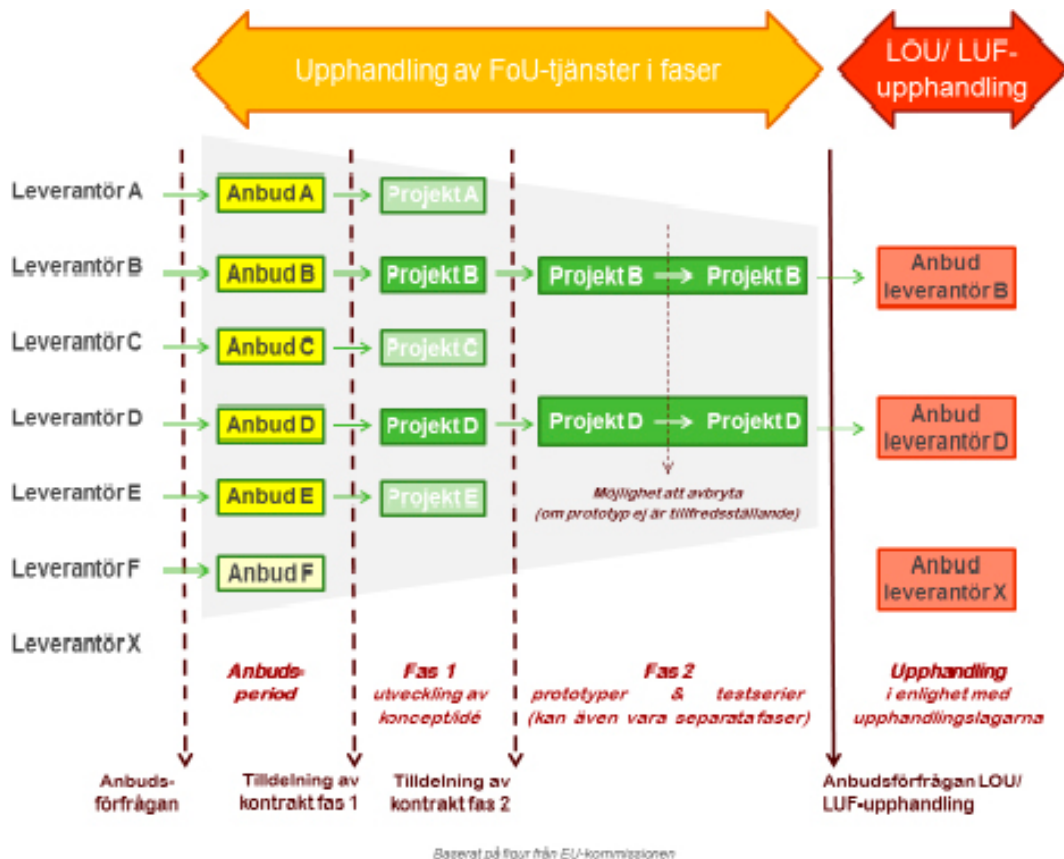 Upphandling av FoU-tjänster i faser
LOU/ LUF-
upphandling
Leverantör A
Anbud A
Projekt A
Leverantör B
Anbud B
Projekt B
Projekt B
Projekt B
Anbud
leverantör B
Leverantör C
Anbud C
Projekt C
Leverantör D
Anbud D
Projekt D
Projekt D
Projekt D
Anbud
leverantör D
Leverantör E
Anbud E
Projekt E
Möjlighet att avbryta
(om prototyp ej är tillfredsställande)
Leverantör F
Anbud F
Anbud
leverantör X
Leverantör X
Anbuds-
period
Fas 1
utveckling av
koncept/idé
Fas 2
prototyper & testserier
(kan även vara separata faser)
Upphandling
i enlighet med
upphandlingslagarna
Anbuds-
förfrågan
Tilldelning av
kontrakt fas 1
Tilldelning av
kontrakt fas 2
Anbudsförfrågan LOU/
LUF-upphandling
Baserat på figur från EU-kommissionen